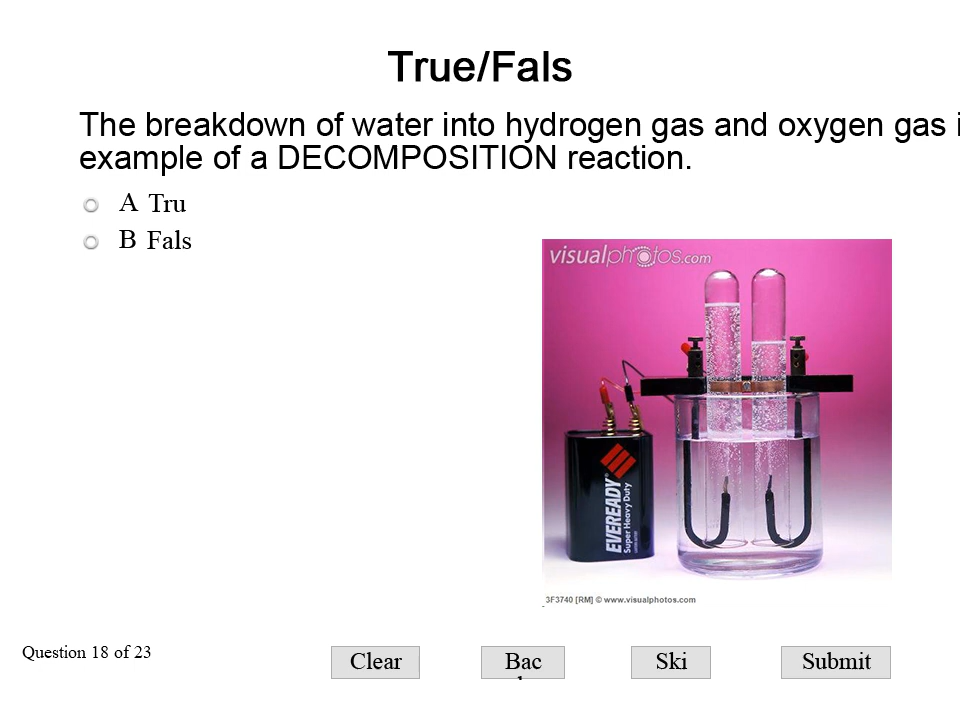 True/Fals
The breakdown of water into hydrogen gas and oxygen gas i
example of a DECOMPOSITION reaction.
A Tru
B Fals
visualphotos.com
EVEREADY
Super Heavy Duty
3F3740 [RM] © www.visualphotos.com
Question 18 of 23
Clear
Bac
Ski
Submit